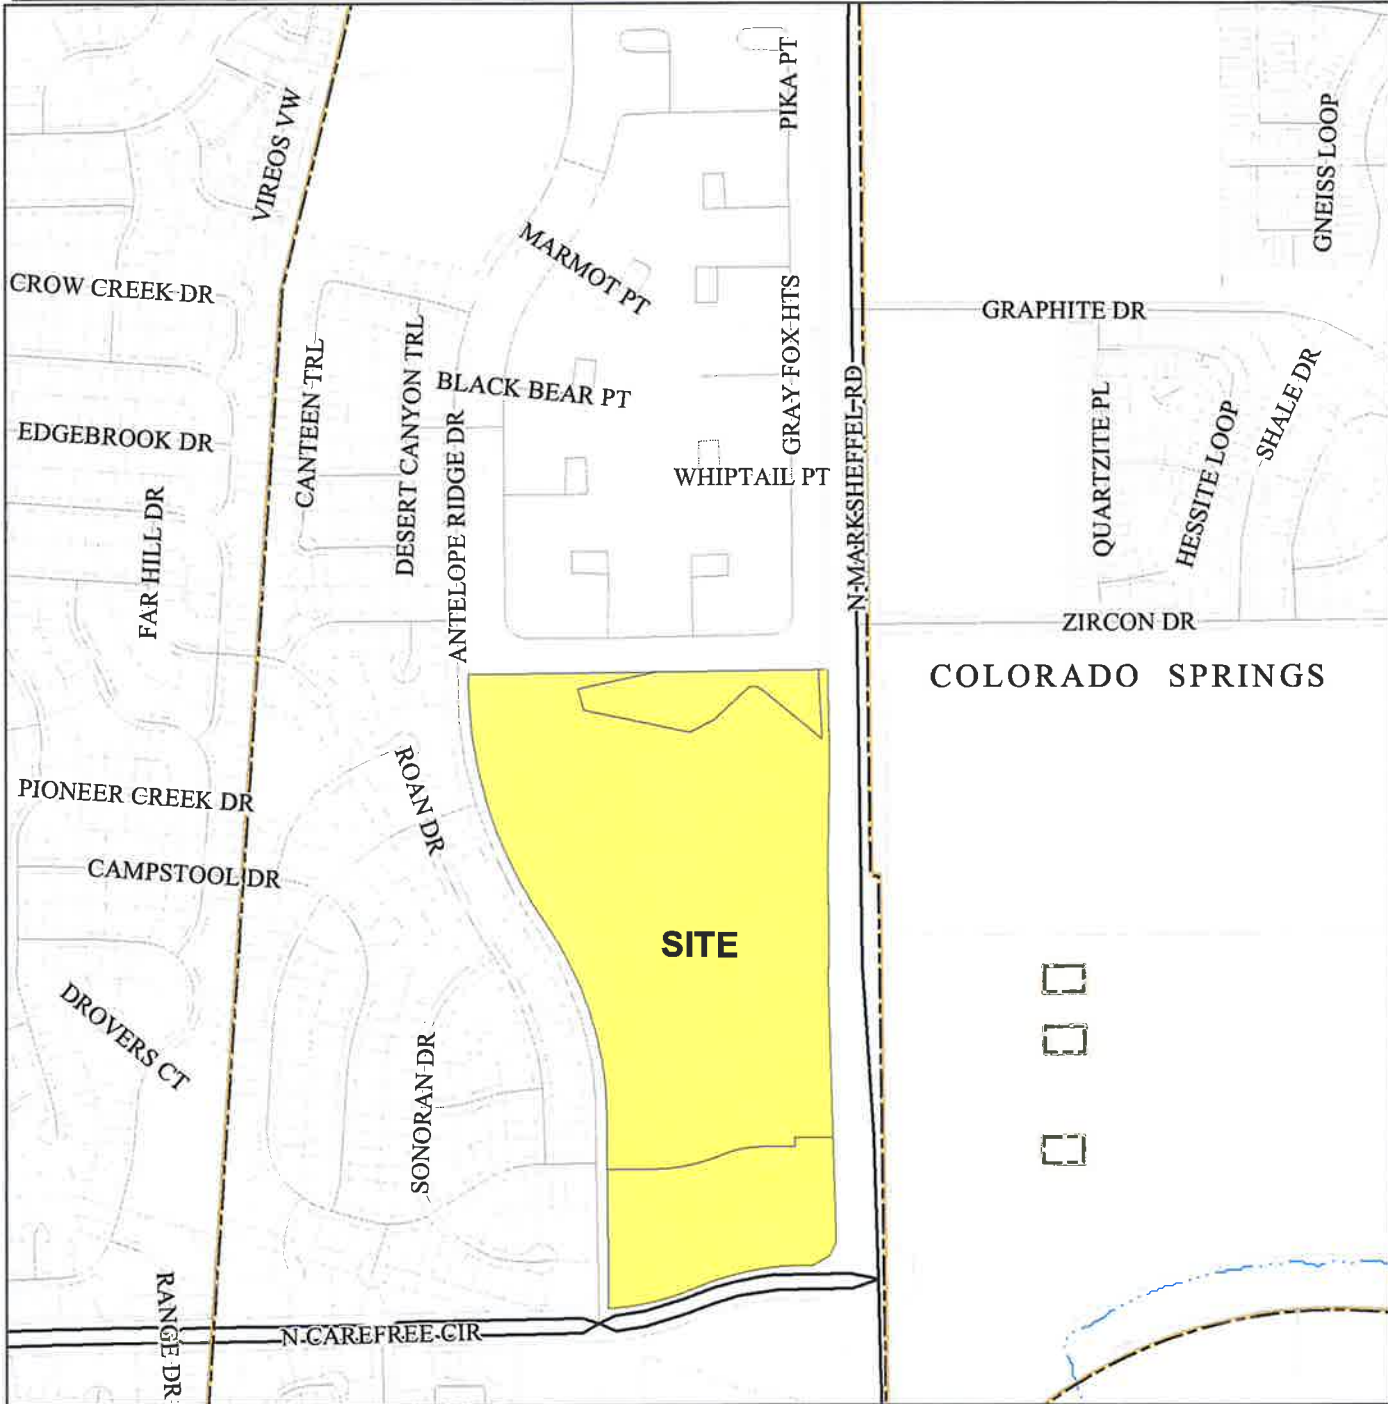 PIKA PT
VIREOS VW
GNEISS LOOP
MARMOT PT
CROW CREEK DR
GRAPHITE DR
GRAY FOX HTS
CANTEEN TRL
DESERT CANYON TRL
BLACK BEAR PT
N MARKSHEFFEL RD
QUARTZITE PL
HESSITE LOOP
SHALE DR
EDGEBROOK DR
ANTELOPE RIDGE DR
WHIPTAIL PT
FAR HILL DR
ZIRCON DR
COLORADO SPRINGS
ROAN DR
PIONEER CREEK DR
CAMPSTOOL DR
SITE
DROVERS CT
SONORAN DR
RANGE DR
N CAREFREE CIR